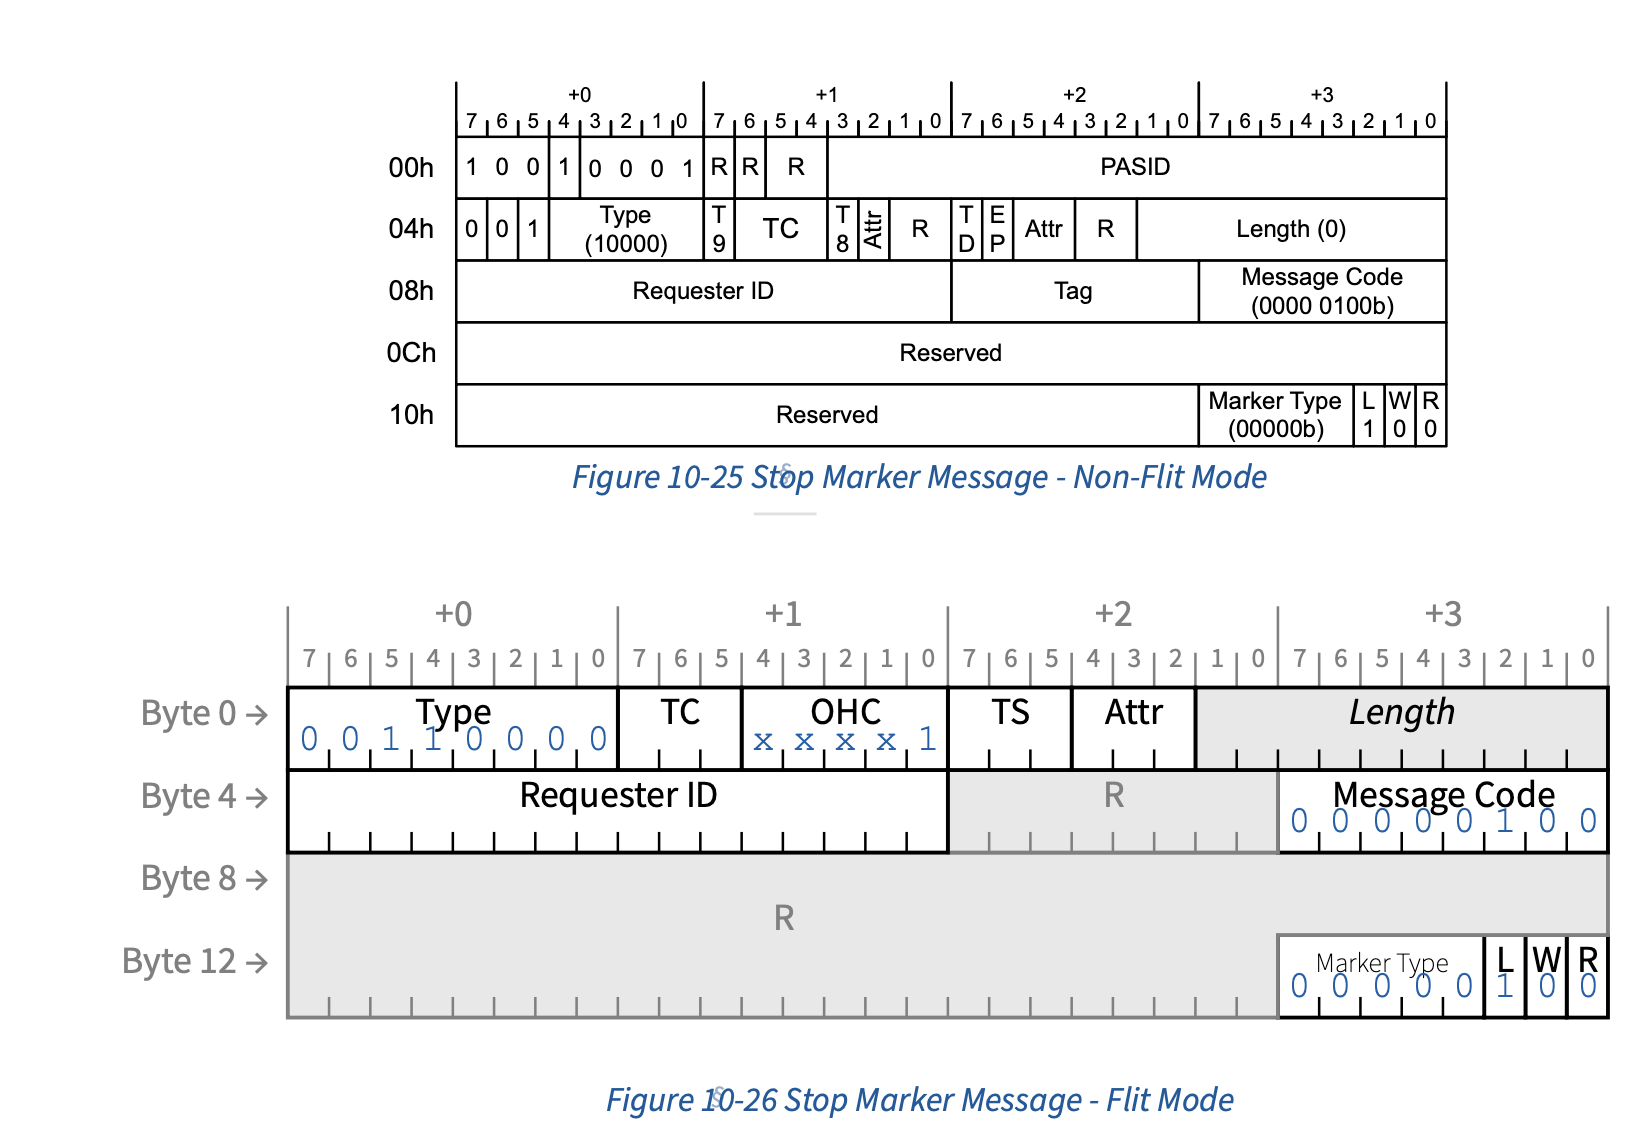 +0 +1 +2 +3
7 6 5 4 3 2 1 0 7 6 5 4 3 2 1 0 7 6 5 4 3 2 1 0 7 6 5 4 3 2 1 0
00h 1 0 0 1 0 0 0 1 R R R PASID
04h 0 0 1 Type (10000) T9 TC T8 Attr R TD EP Attr R Length (0)
08h Requester ID Tag Message Code (0000 0100b)
0Ch Reserved
10h Reserved Marker Type (00000b) L 1 W 0 R 0
Figure 10-25 Stop Marker Message - Non-Flit Mode
§
+0 +1 +2 +3
7 6 5 4 3 2 1 0 7 6 5 4 3 2 1 0 7 6 5 4 3 2 1 0 7 6 5 4 3 2 1 0
Byte 0 → Type TC OHC TS Attr Length
0 0 1 1 0 0 0 0 x x x x 1
Byte 4 → Requester ID R Message Code
0 0 0 0 0 1 0 0
Byte 8 →
R
Byte 12 → Marker Type L W R
0 0 0 0 0 1 0 0
Figure 10-26 Stop Marker Message - Flit Mode
§